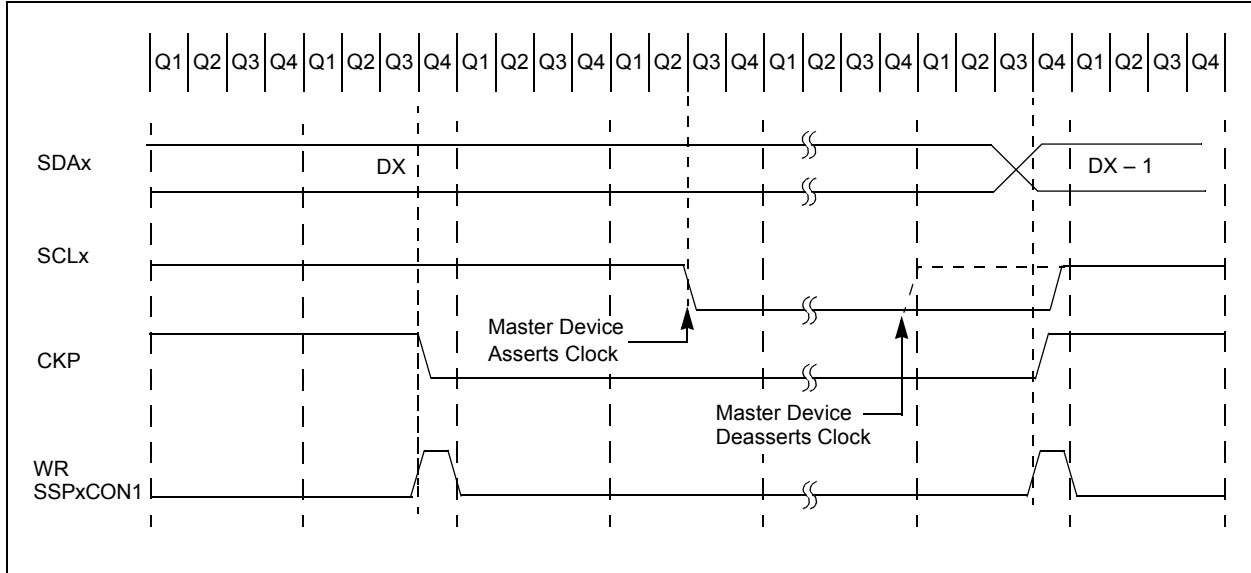 Q1 Q2 Q3 Q4 Q1 Q2 Q3 Q4 Q1 Q2 Q3 Q4 Q1 Q2 Q3 Q4 Q1 Q2 Q3 Q4 Q1 Q2 Q3 Q4 Q1 Q2 Q3 Q4
SDAx
DX
DX – 1
SCLx
Master Device
Asserts Clock
CKP
Master Device
Deasserts Clock
WR
SSPxCON1